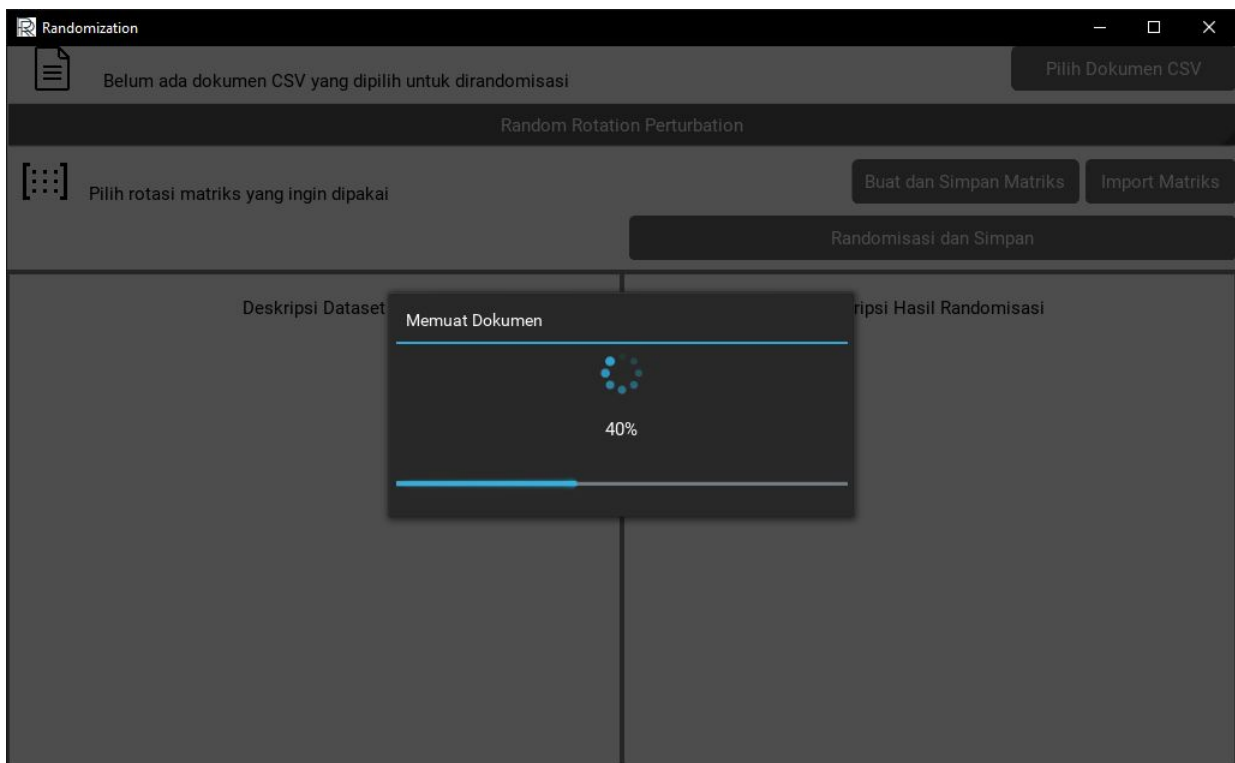 Randomization
Belum ada dokumen CSV yang dipilih untuk dirandomisasi
Pilih Dokumen CSV
Random Rotation Perturbation
Pilih rotasi matriks yang ingin dipakai
Buat dan Simpan Matriks
Import Matriks
Randomisasi dan Simpan
Deskripsi Dataset
ripsi Hasil Randomisasi
Memuat Dokumen
40%